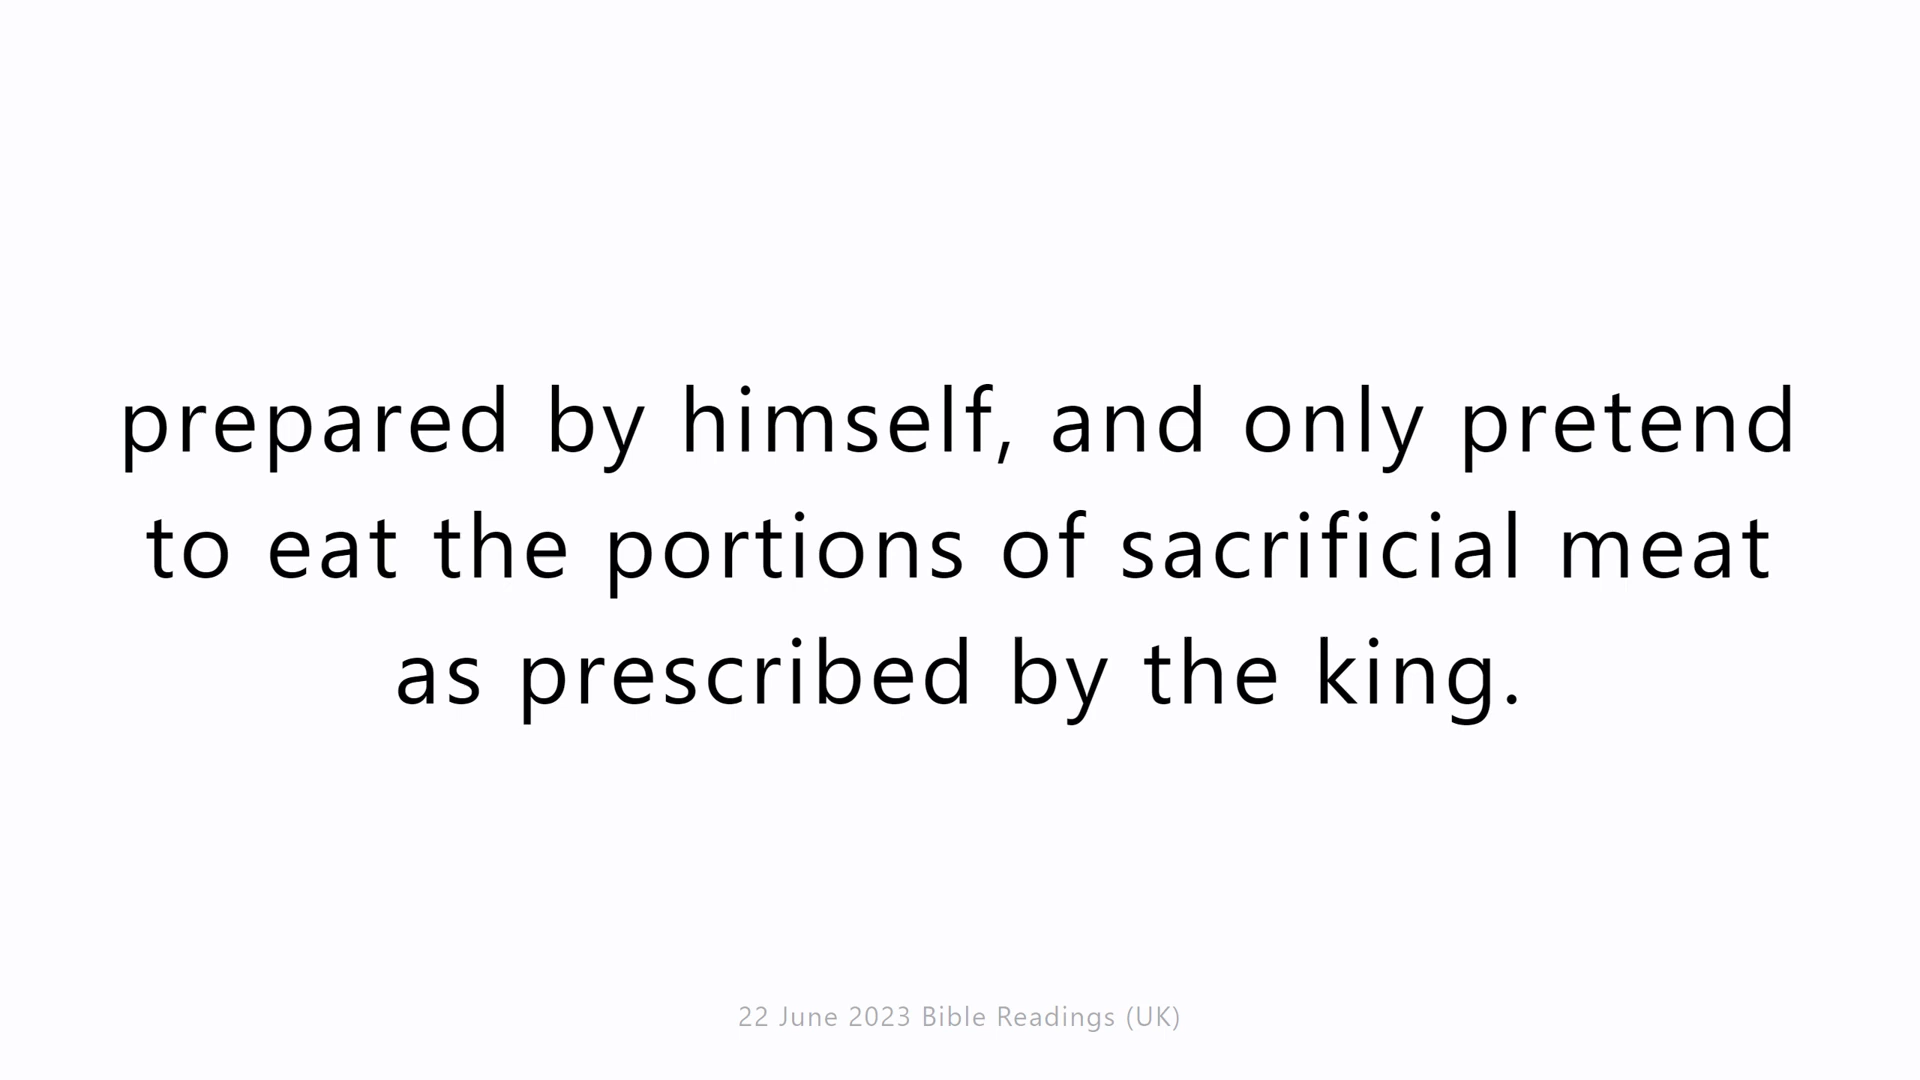 prepared by himself, and only pretend
to eat the portions of sacrificial meat
as prescribed by the king.
22 June 2023 Bible Readings (UK)